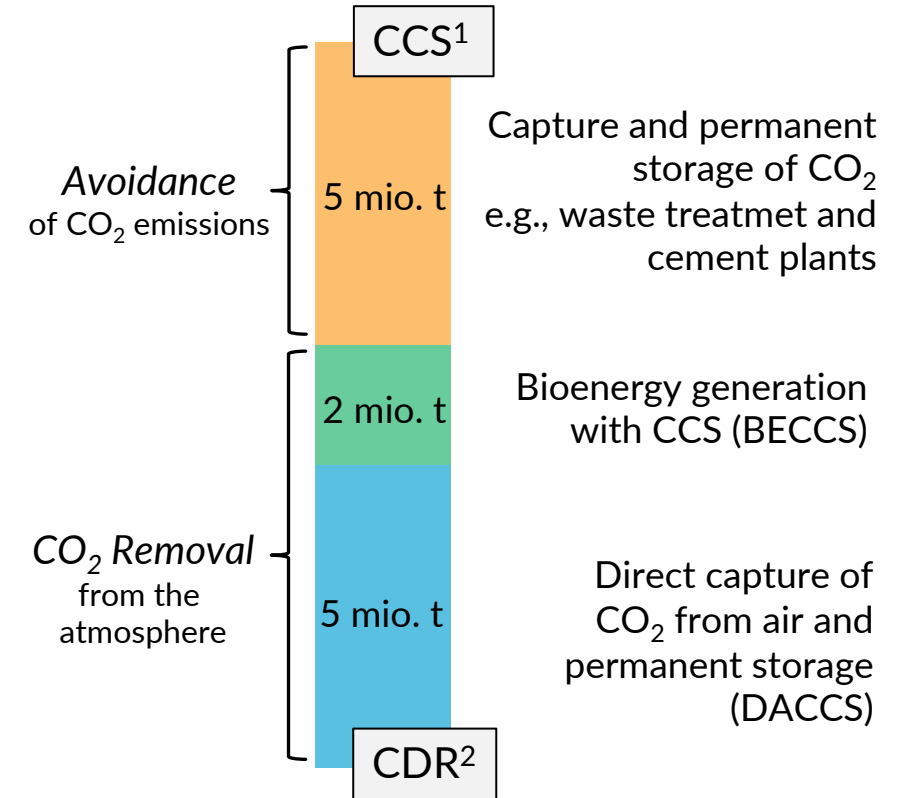 CCS¹
Avoidance
of CO₂ emissions
5 mio. t
Capture and permanent
storage of CO₂
e.g., waste treatmet and
cement plants
2 mio. t
Bioenergy generation
with CCS (BECCS)
CO₂ Removal
from the
atmosphere
5 mio. t
Direct capture of
CO₂ from air and
permanent storage
(DACCS)
CDR²